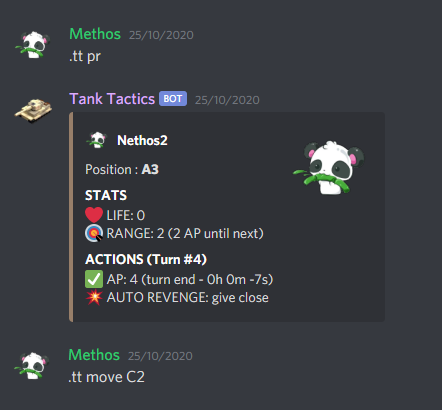 Methos 25/10/2020
.tt pr
Tank Tactics BOT 25/10/2020
Nethos2
Position : A3
STATS
LIFE: 0
RANGE: 2 (2 AP until next)
ACTIONS (Turn #4)
AP: 4 (turn end - 0h 0m -7s)
AUTO REVENGE: give close
Methos 25/10/2020
.tt move C2